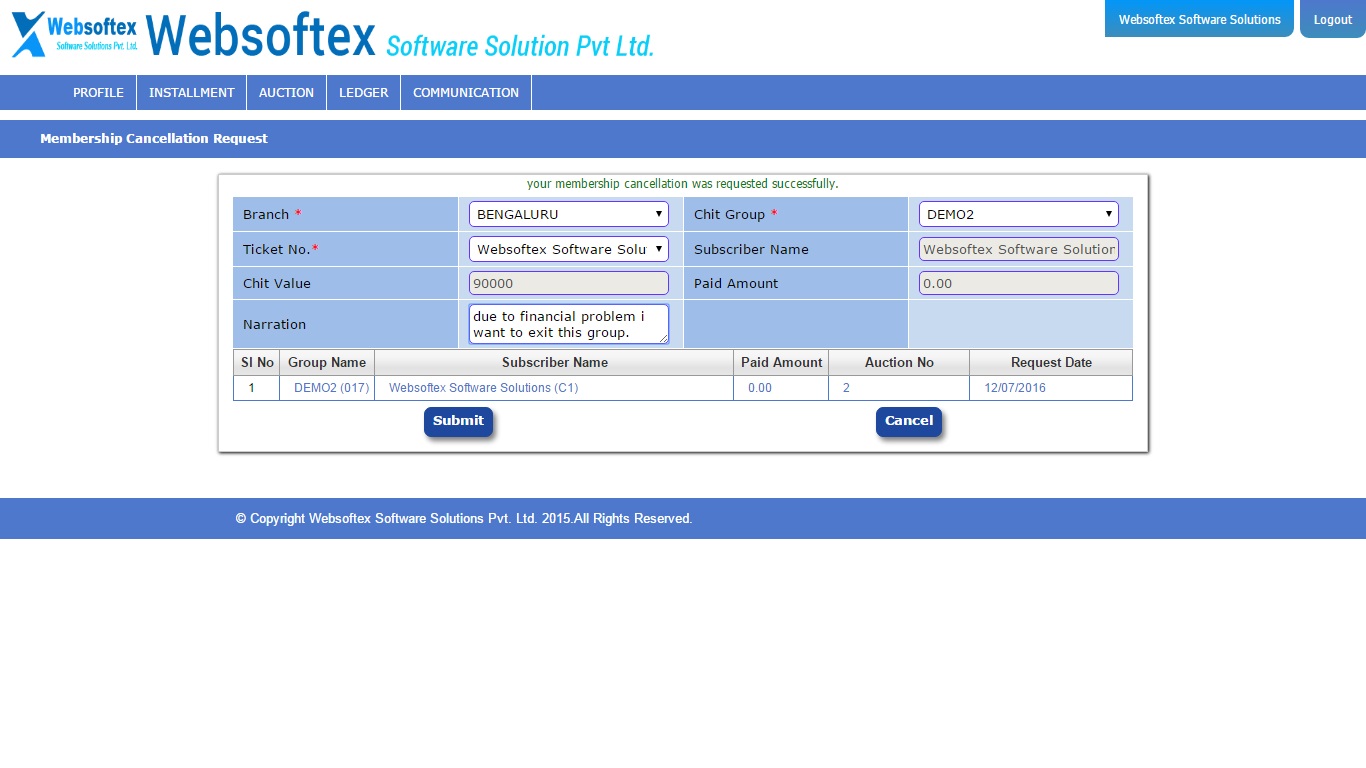 Websoftex
Software Solutions Pvt. Ltd.
Websoftex Software Solution Pvt Ltd.
Websoftex Software Solutions
Logout
PROFILE INSTALLMENT AUCTION LEDGER COMMUNICATION
Membership Cancellation Request
your membership cancellation was requested successfully.
Branch * BENGALURU Chit Group * DEMO2
Ticket No.* Websoftex Software Solu Subscriber Name Websoftex Software Solution
Chit Value 90000 Paid Amount 0.00
Narration due to financial problem i
want to exit this group.
Sl No Group Name Subscriber Name Paid Amount Auction No Request Date
1 DEMO2 (017) Websoftex Software Solutions (C1) 0.00 2 12/07/2016
Submit Cancel
© Copyright Websoftex Software Solutions Pvt. Ltd. 2015.All Rights Reserved.